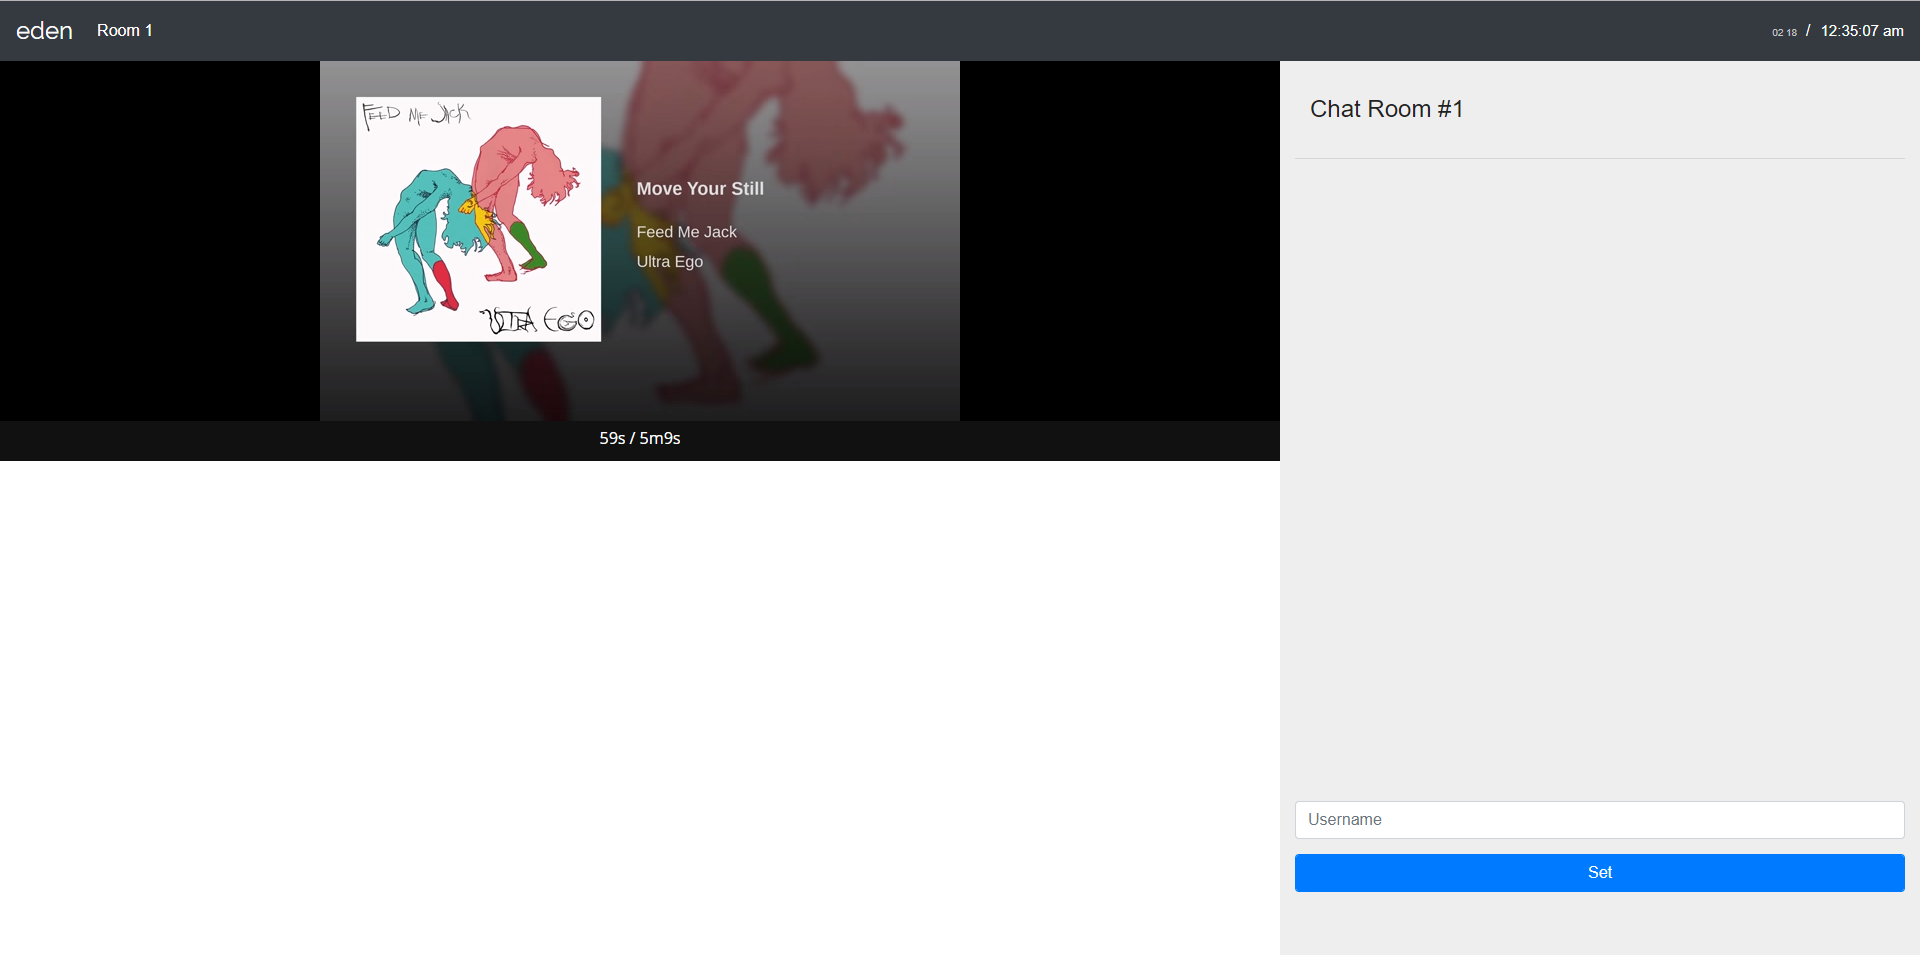 eden Room 1 02 18 / 12:35:07 am
FEED ME JACK
ULTRA EGO
Move Your Still
Feed Me Jack
Ultra Ego
59s / 5m9s
Chat Room #1
Username
Set